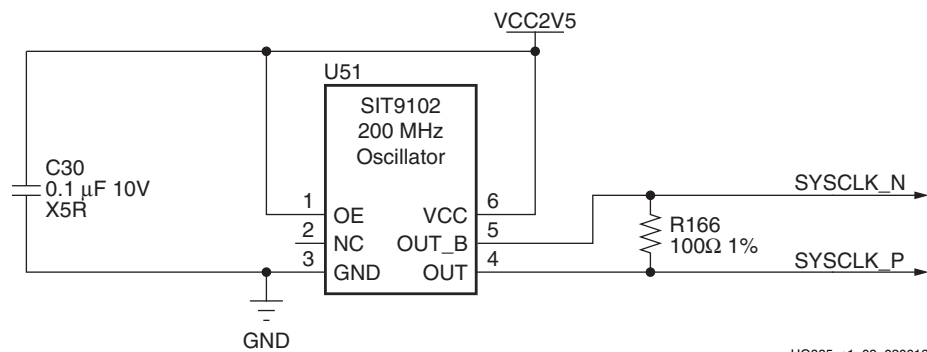 VCC2V5
U51
SIT9102
200 MHz
Oscillator
C30
0.1 µF 10V
X5R
1
OE
2
NC
3
GND
6
VCC
5
OUT_B
4
OUT
SYSCLK_N
R166
100Ω 1%
SYSCLK_P
GND